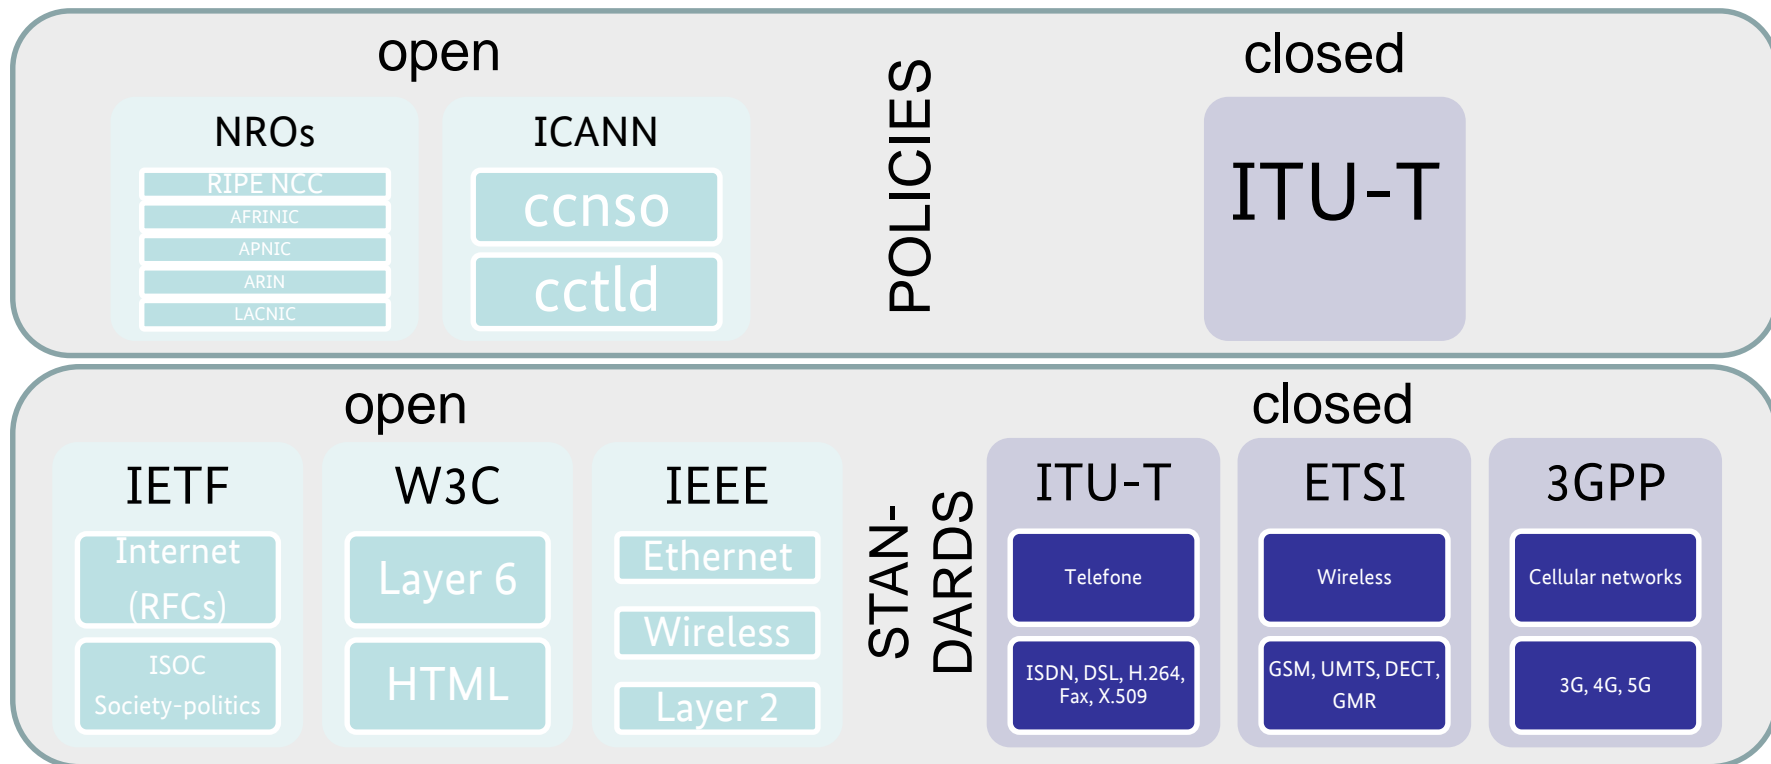 open
closed
POLICIES
NROs
RIPE NCC
AFRINIC
APNIC
ARIN
LACNIC
ICANN
ccnso
cctld
ITU-T
open
closed
STAN-
DARDS
IETF
Internet
(RFCs)
ISOC
Society-politics
W3C
Layer 6
HTML
IEEE
Ethernet
Wireless
Layer 2
ITU-T
Telefone
ISDN, DSL, H.264,
Fax, X.509
ETSI
Wireless
GSM, UMTS, DECT,
GMR
3GPP
Cellular networks
3G, 4G, 5G